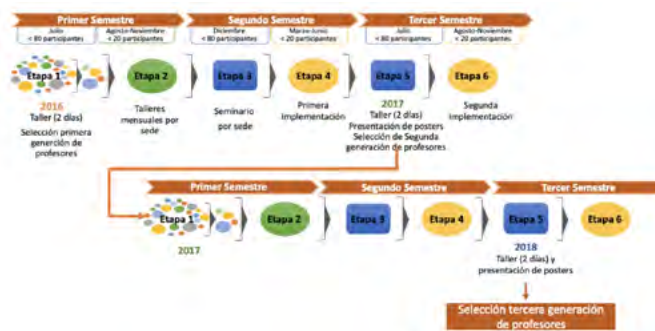 Primer Semestre
Segundo Semestre
Tercer Semestre
Julio
< 80 participantes
Agosto-Noviembre
< 20 participantes
Diciembre
< 80 participantes
Marzo-Junio
< 20 participantes
Julio
< 80 participantes
Agosto-Noviembre
< 20 participantes
Etapa 1
Etapa 2
Etapa 3
Etapa 4
Etapa 5
Etapa 6
2016
Taller (2 días)
Selección primera
generción de
profesores
Talleres
mensuales por
sede
Seminario
por sede
Primera
Implementación
2017
Taller (2 días)
Presentación de posters
Selección de Segunda
generación de profesores
Segunda
Implementación
Primer Semestre
Segundo Semestre
Tercer Semestre
Etapa 1
Etapa 2
Etapa 3
Etapa 4
Etapa 5
Etapa 6
2017
2018
Taller (2 días) y
presentación de posters
Selección tercera generación
de profesores